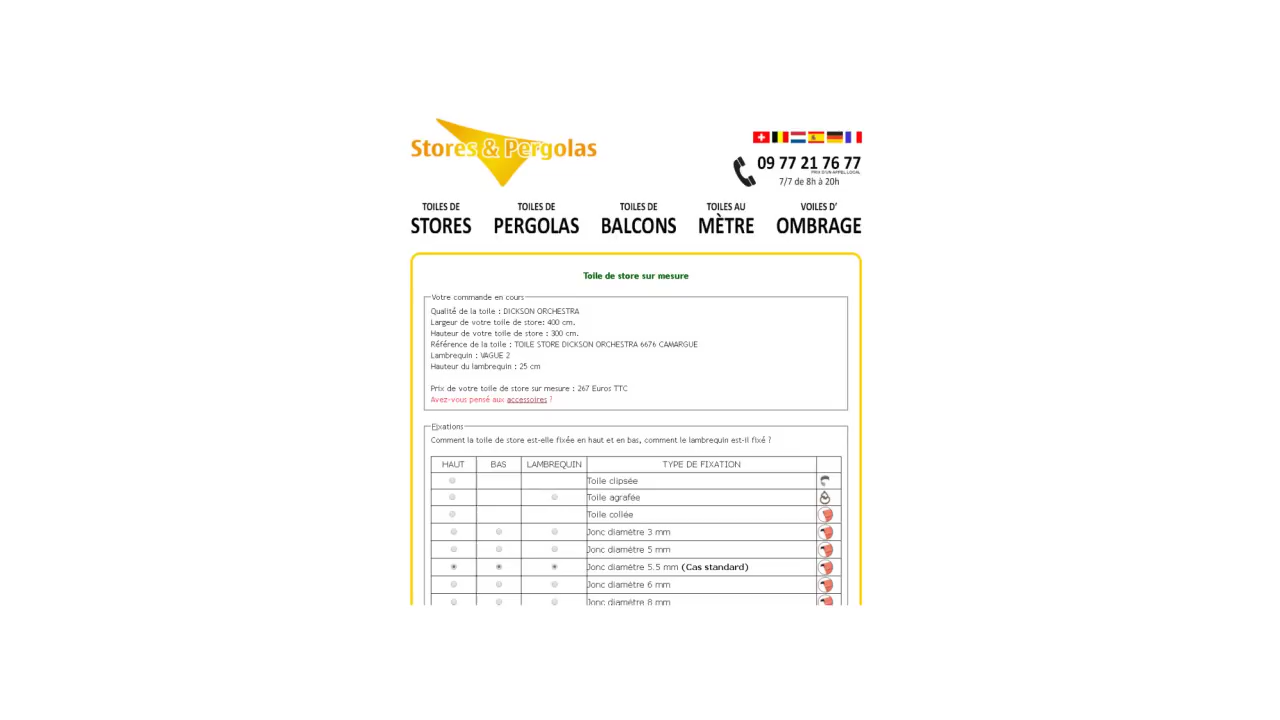 Stores & Pergolas
09 77 21 76 77
PRIX D'UN APPEL LOCAL
7/7 de 8h à 20h
TOILES DE STORES
TOILES DE PERGOLAS
TOILES DE BALCONS
TOILES AU MÈTRE
VOILES D' OMBRAGE
Toile de store sur mesure
Votre commande en cours
Qualité de la toile : DICKSON ORCHESTRA
Largeur de votre toile de store: 400 cm.
Hauteur de votre toile de store : 300 cm.
Référence de la toile : TOILE STORE DICKSON ORCHESTRA 6676 CAMARGUE
Lambrequin : VAGUE 2
Hauteur du lambrequin : 25 cm
Prix de votre toile de store sur mesure : 267 Euros TTC
Avez-vous pensé aux accessoires ?
Fixations
Comment la toile de store est-elle fixée en haut et en bas, comment le lambrequin est-il fixé ?
HAUT BAS LAMBREQUIN TYPE DE FIXATION
Toile clipsée
Toile agrafée
Toile collée
Jonc diamètre 3 mm
Jonc diamètre 5 mm
Jonc diamètre 5.5 mm (Cas standard)
Jonc diamètre 6 mm
Jonc diamètre 8 mm